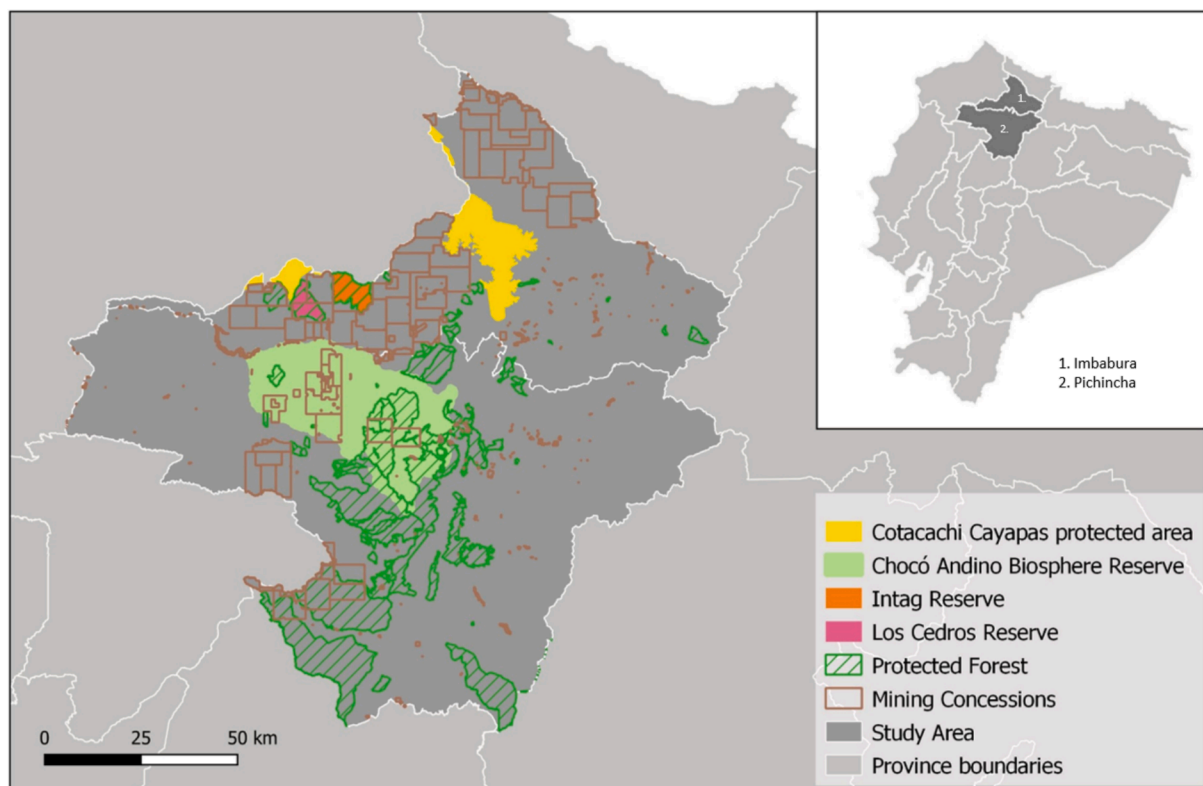 1.
2.
1. Imbabura
2. Pichincha
Cotacachi Cayapas protected area
Chocó Andino Biosphere Reserve
Intag Reserve
Los Cedros Reserve
Protected Forest
Mining Concessions
Study Area
Province boundaries
0 25 50 km